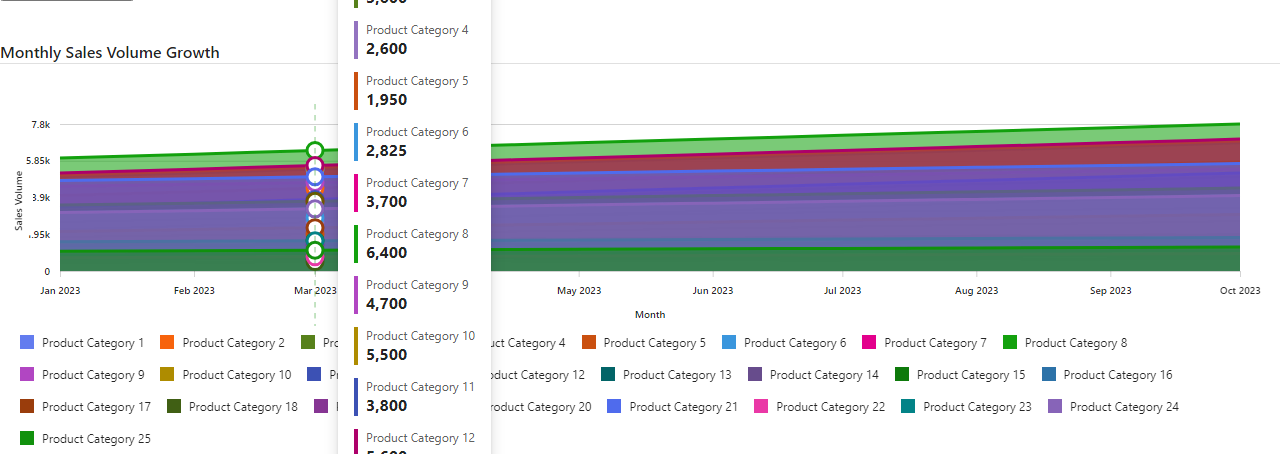 Monthly Sales Volume Growth
Product Category 4
2,600
Product Category 5
1,950
Product Category 6
2,825
Product Category 7
3,700
Product Category 8
6,400
Product Category 9
4,700
Product Category 10
5,500
Product Category 11
3,800
Product Category 12
7.8k
5.85k
3.9k
.95k
0
Sales Volume
Jan 2023 Feb 2023 Mar 2023 May 2023 Jun 2023 Jul 2023 Aug 2023 Sep 2023 Oct 2023
Month
Product Category 1 Product Category 2 Category 4 Product Category 5 Product Category 6 Product Category 7 Product Category 8
Product Category 9 Product Category 10 Category 12 Product Category 13 Product Category 14 Product Category 15 Product Category 16
Product Category 17 Product Category 18 Category 20 Product Category 21 Product Category 22 Product Category 23 Product Category 24
Product Category 25